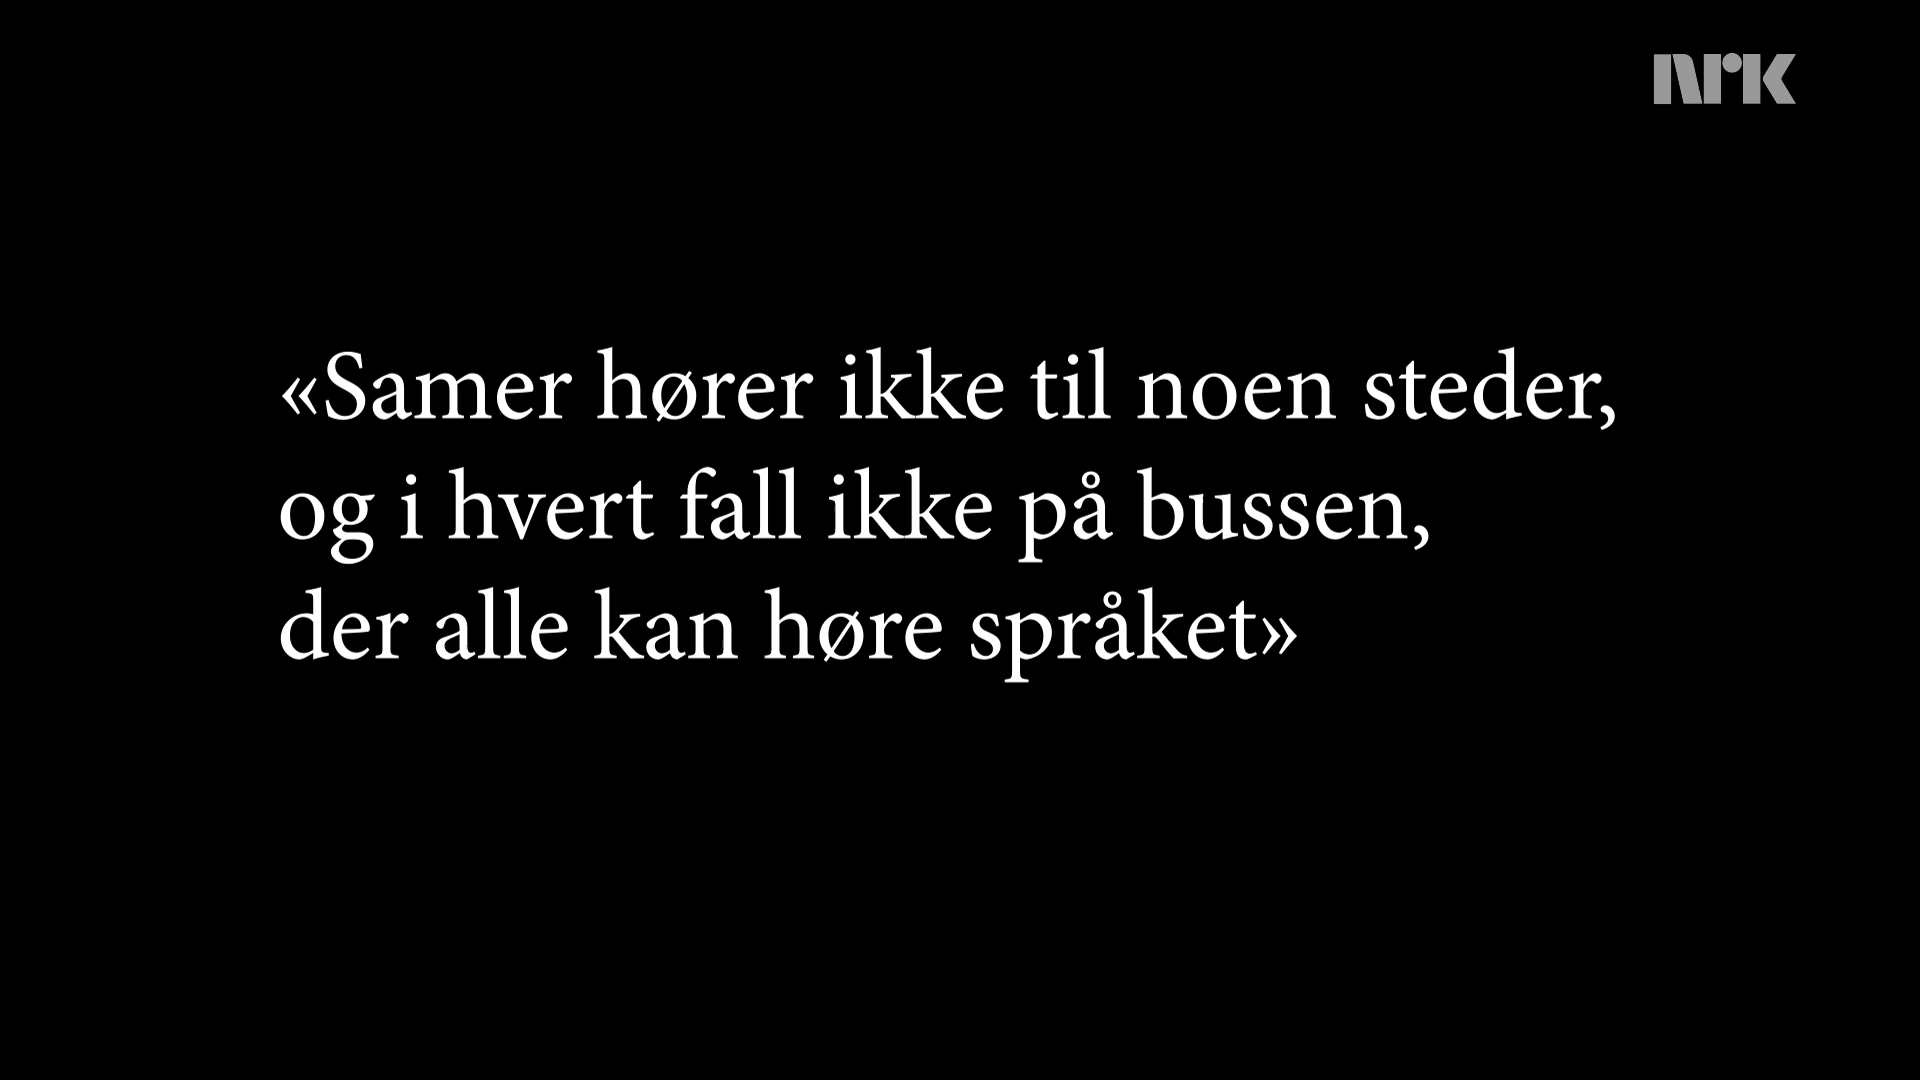 NRK
«Samer hører ikke til noen steder,
og i hvert fall ikke på bussen,
der alle kan høre språket»